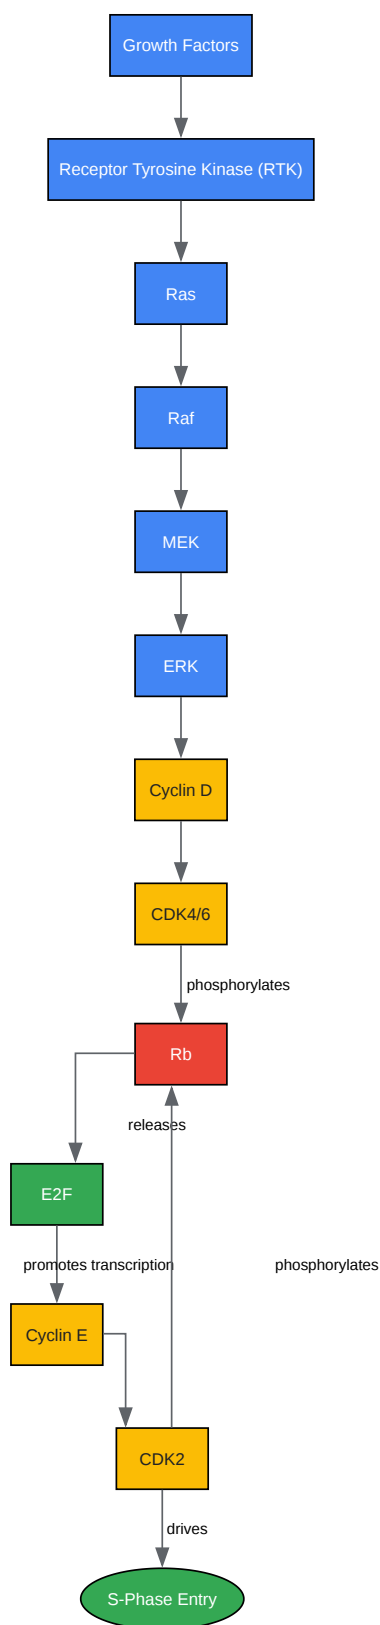 Growth Factors
Receptor Tyrosine Kinase (RTK)
Ras
Raf
MEK
ERK
Cyclin D
CDK4/6
phosphorylates
Rb
releases
E2F
promotes transcription
phosphorylates
Cyclin E
CDK2
drives
S-Phase Entry